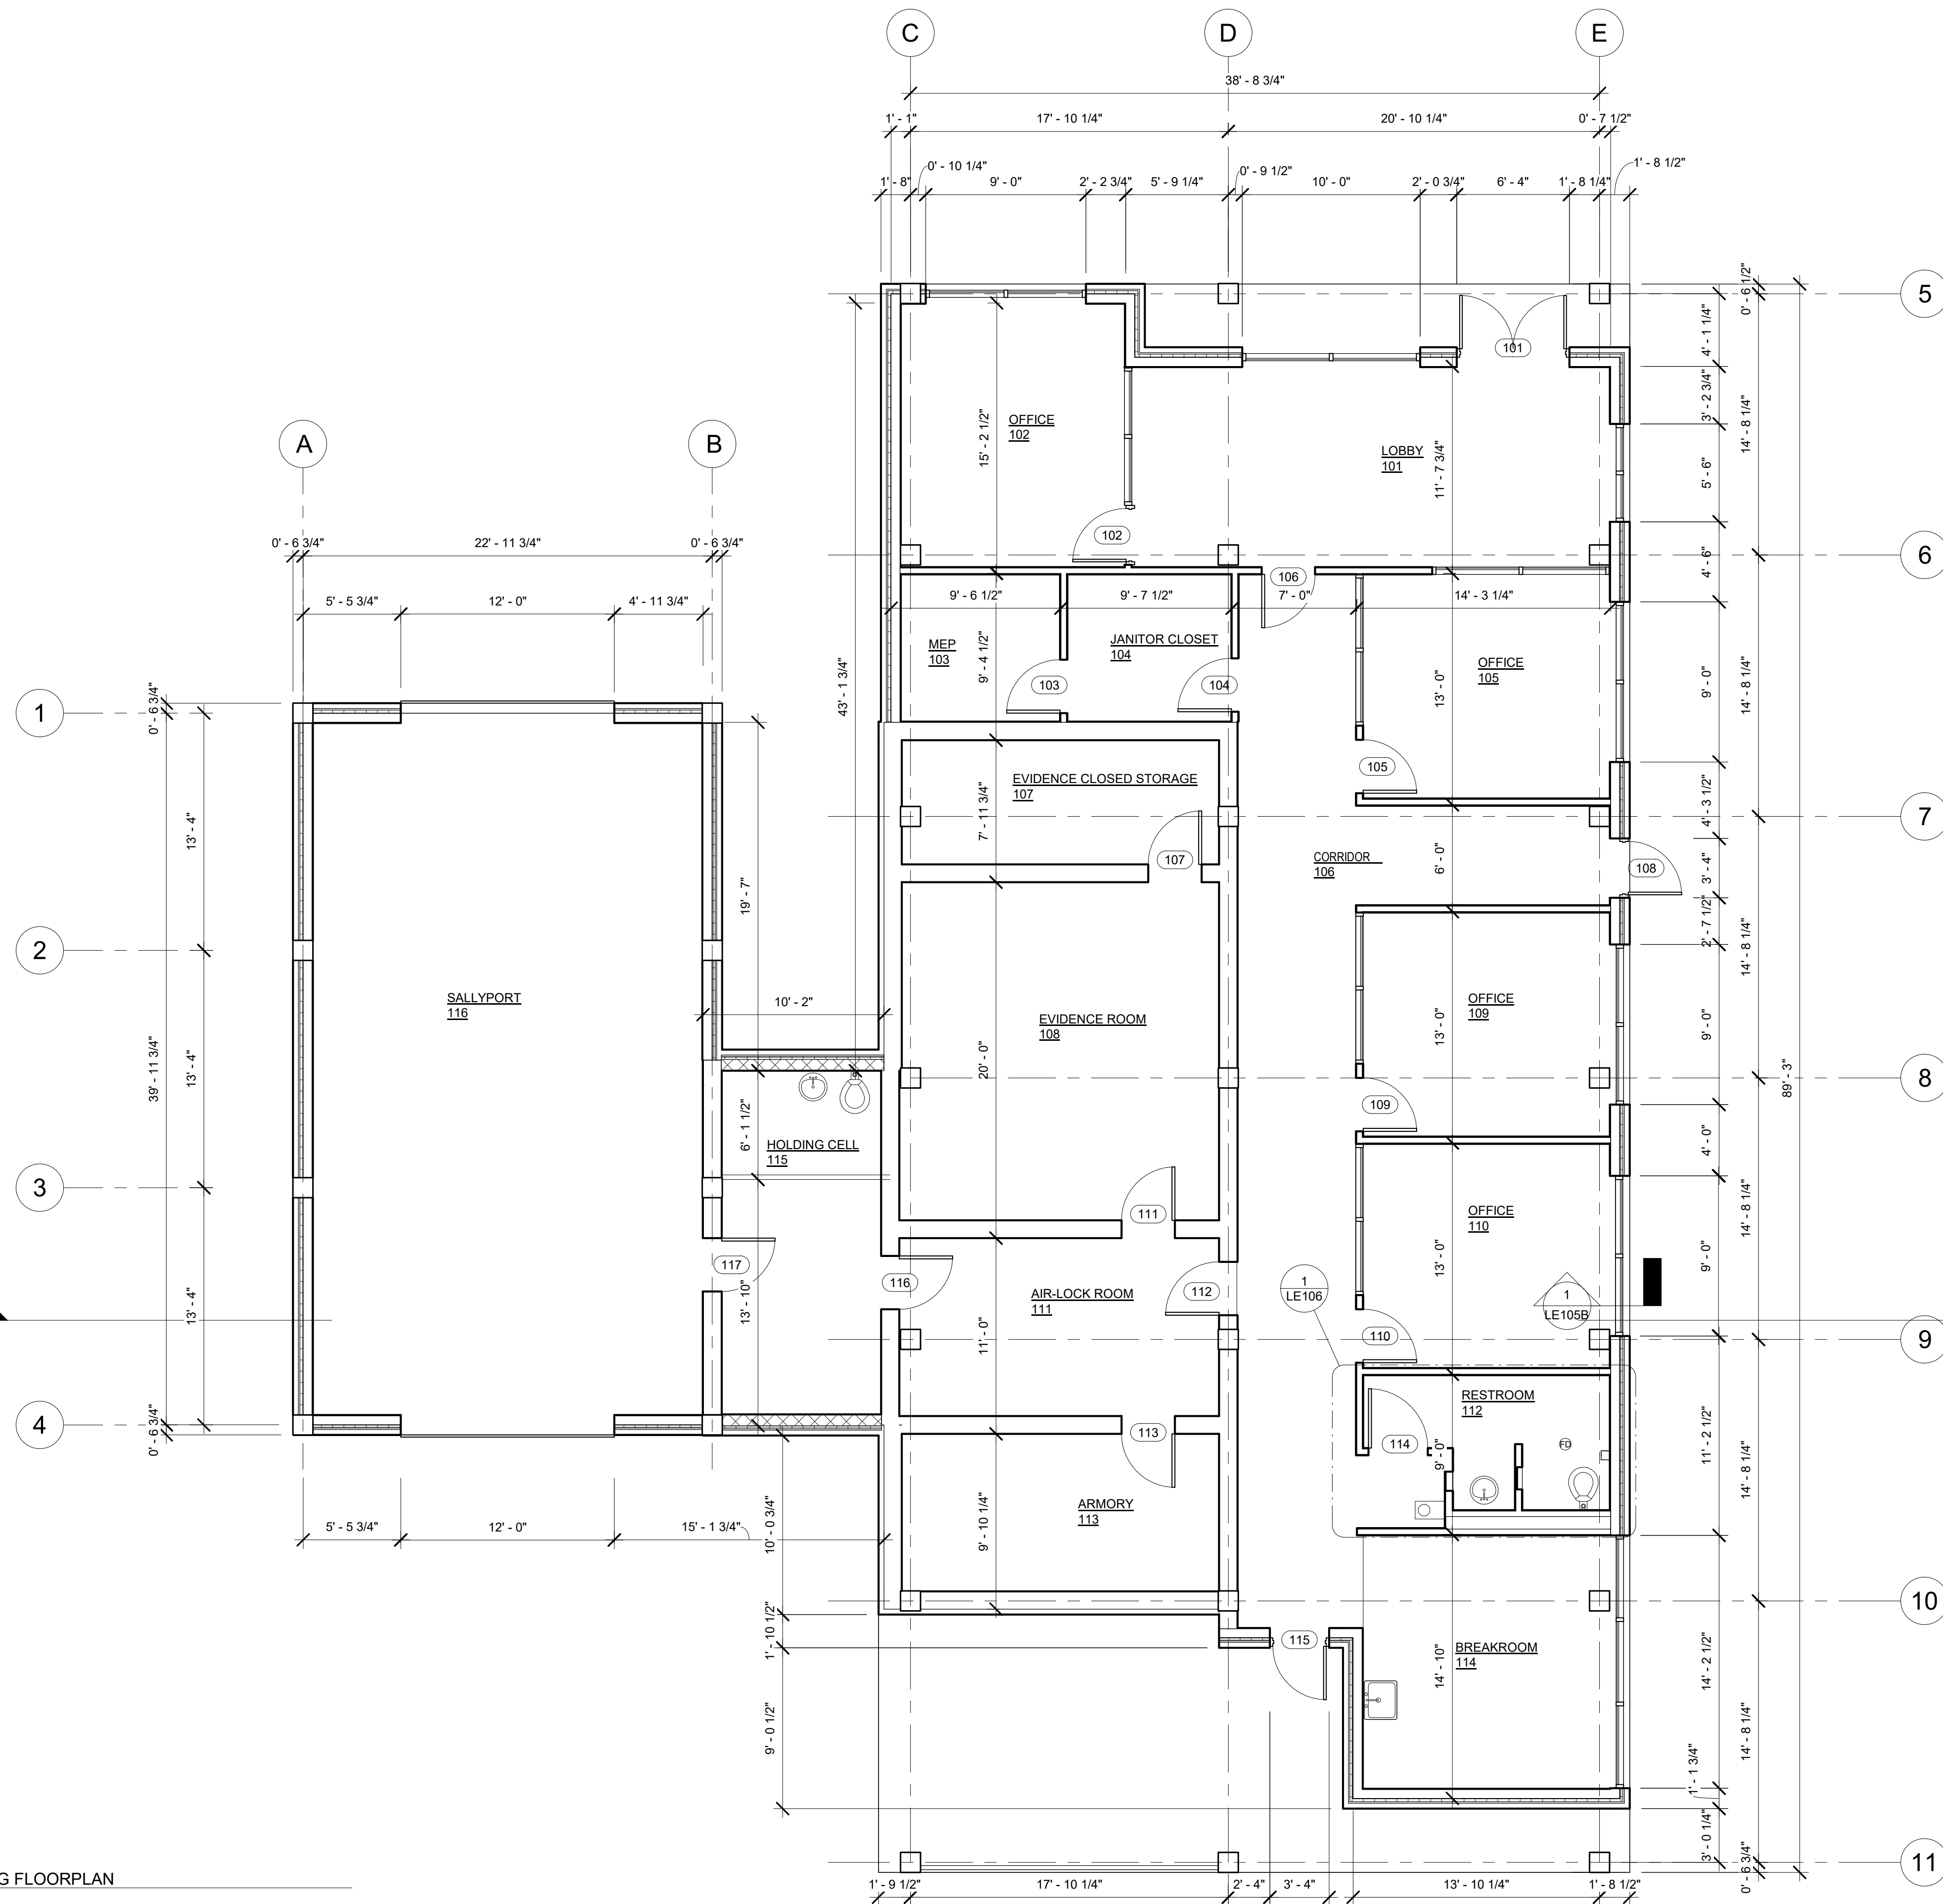 C
D
E
38' - 8 3/4"
1' - 1"
17' - 10 1/4"
20' - 10 1/4"
0' - 7 1/2"
0' - 10 1/4"
0' - 9 1/2"
1' - 8 1/2"
1' - 8"
9' - 0"
2' - 2 3/4"
5' - 9 1/4"
10' - 0"
2' - 0 3/4"
6' - 4"
1' - 8 1/4"
5
0' - 6 1/2"
4' - 1 1/4"
101
3' - 2 3/4"
14' - 8 1/4"
OFFICE
102
15' - 2 1/2"
LOBBY
101
11' - 7 3/4"
5' - 6"
A
B
102
0' - 6 3/4"
22' - 11 3/4"
0' - 6 3/4"
4' - 6"
6
106
5' - 5 3/4"
12' - 0"
4' - 11 3/4"
9' - 6 1/2"
9' - 7 1/2"
7' - 0"
14' - 3 1/4"
MEP
103
9' - 4 1/2"
JANITOR CLOSET
104
OFFICE
105
43' - 1 3/4"
103
104
13' - 0"
9' - 0"
14' - 8 1/4"
1
0' - 6 3/4"
105
EVIDENCE CLOSED STORAGE
107
7' - 11 3/4"
4' - 3 1/2"
7
13' - 4"
107
CORRIDOR
106
6' - 0"
3' - 4"
108
19' - 7"
2' - 7 1/2"
14' - 8 1/4"
2
SALLYPORT
116
10' - 2"
EVIDENCE ROOM
108
OFFICE
109
39' - 11 3/4"
13' - 4"
20' - 0"
13' - 0"
9' - 0"
89' - 3"
8
109
6' - 1 1/2"
HOLDING CELL
115
4' - 0"
3
OFFICE
110
111
14' - 8 1/4"
117
13' - 10"
116
13' - 0"
9' - 0"
13' - 4"
AIR-LOCK ROOM
111
112
1
LE106
1
LE105B
11' - 0"
110
9
RESTROOM
112
4
0' - 6 3/4"
113
114
9' - 0"
FD
11' - 2 1/2"
14' - 8 1/4"
ARMORY
113
9' - 10 1/4"
5' - 5 3/4"
12' - 0"
15' - 1 3/4"
10' - 0 3/4"
10
1' - 10 1/2"
115
BREAKROOM
114
14' - 10"
14' - 2 1/2"
9' - 0 1/2"
14' - 8 1/4"
1' - 1 3/4"
3' - 0 1/4"
0' - 6 3/4"
11
G FLOORPLAN
1' - 9 1/2"
17' - 10 1/4"
2' - 4"
3' - 4"
13' - 10 1/4"
1' - 8 1/2"